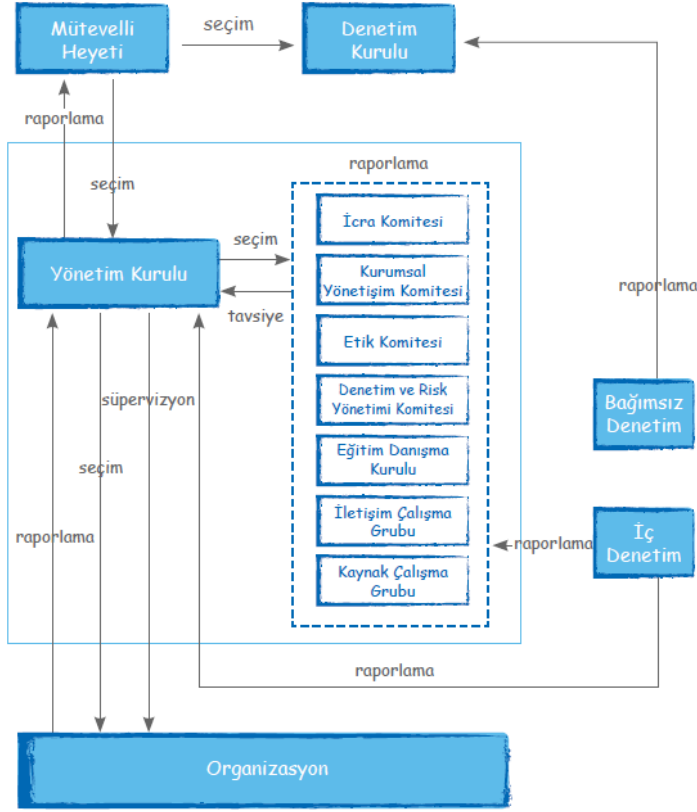 Mütevelli
Heyeti
seçim
Denetim
Kurulu
raporlama
seçim
raporlama
Yönetim Kurulu
seçim
tavsiye
İcra Komitesi
Kurumsal
Yönetişim Komitesi
Etik Komitesi
Denetim ve Risk
Yönetimi Komitesi
Eğitim Danışma
Kurulu
İletişim Çalışma
Grubu
Kaynak Çalışma
Grubu
raporlama
Bağımsız
Denetim
İç
Denetim
raporlama
süpervizyon
seçim
raporlama
raporlama
Organizasyon